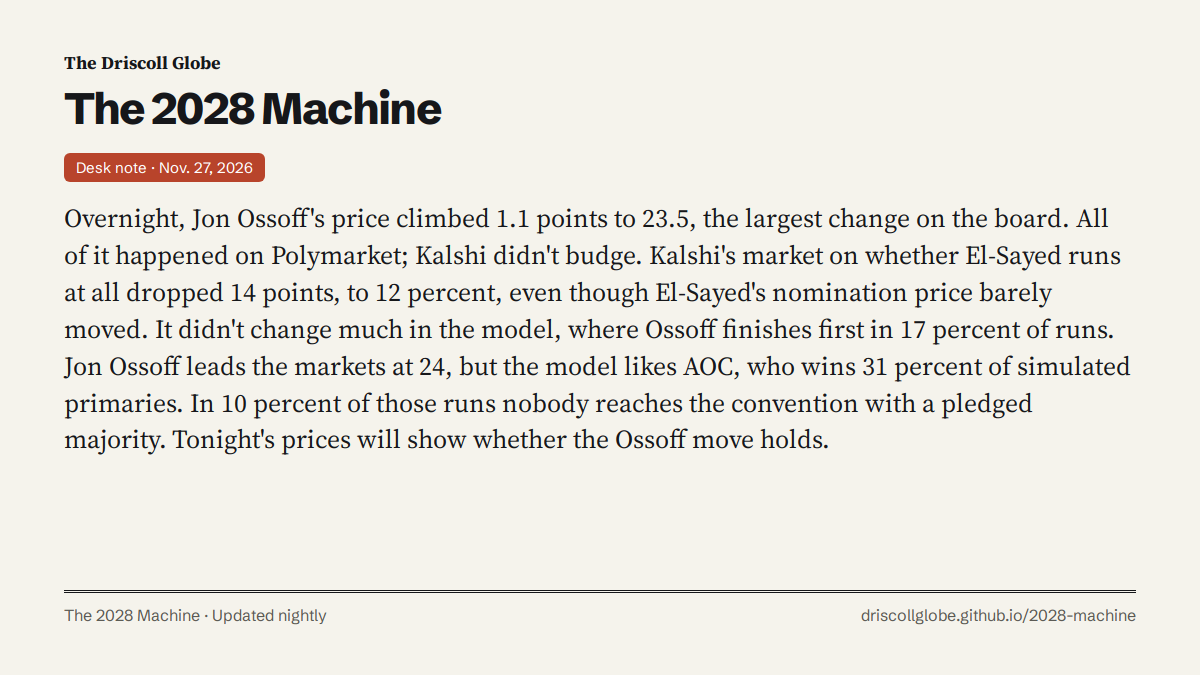 The Driscoll Globe
The 2028 Machine
Desk note · Nov. 27, 2026
Overnight, Jon Ossoff's price climbed 1.1 points to 23.5, the largest change on the board. All
of it happened on Polymarket; Kalshi didn't budge. Kalshi's market on whether El-Sayed runs
at all dropped 14 points, to 12 percent, even though El-Sayed's nomination price barely
moved. It didn't change much in the model, where Ossoff finishes first in 17 percent of runs.
Jon Ossoff leads the markets at 24, but the model likes AOC, who wins 31 percent of simulated
primaries. In 10 percent of those runs nobody reaches the convention with a pledged
majority. Tonight's prices will show whether the Ossoff move holds.
The 2028 Machine · Updated nightly
driscollglobe.github.io/2028-machine